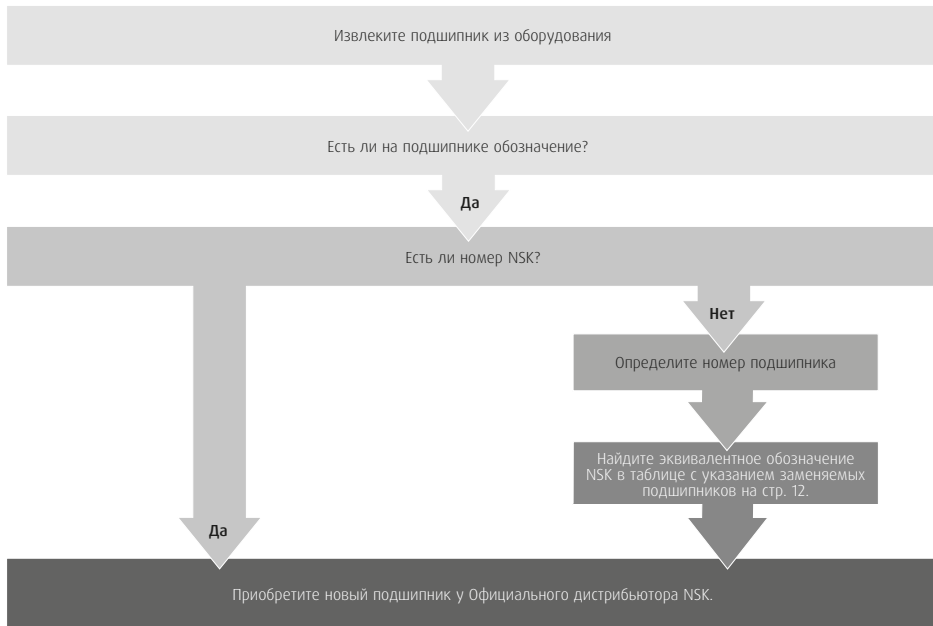 Извлеките подшипник из оборудования
Есть ли на подшипнике обозначение?
Да
Есть ли номер NSK?
Нет
Определите номер подшипника
Найдите эквивалентное обозначение
NSK в таблице с указанием заменяемых
подшипников на стр. 12.
Да
Приобретите новый подшипник у Официального дистрибьютора NSK.